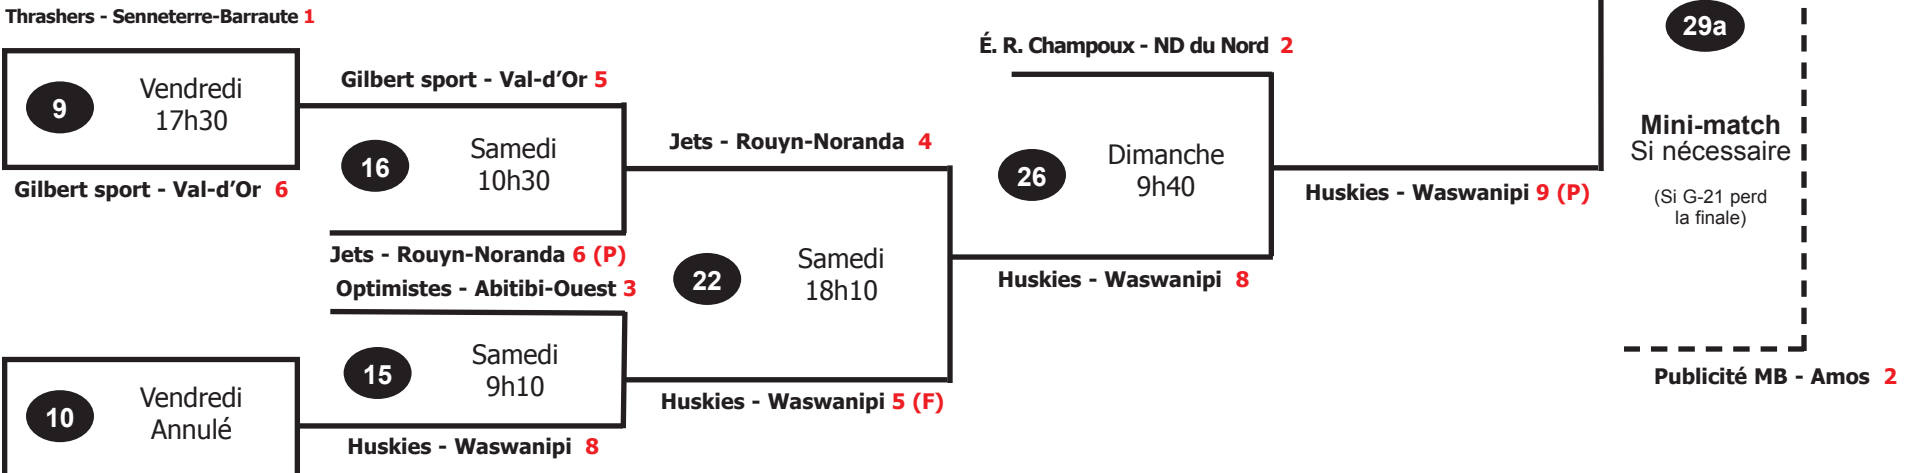 Thrashers - Senneterre-Barraute 1
9
Vendredi
17h30
Gilbert sport - Val-d'Or 6
Gilbert sport - Val-d'Or 5
16
Samedi
10h30
Jets - Rouyn-Noranda 6 (P)
Optimistes - Abitibi-Ouest 3
15
Samedi
9h10
10
Vendredi
Annulé
Huskies - Waswanipi 8
Jets - Rouyn-Noranda 4
22
Samedi
18h10
Huskies - Waswanipi 5 (F)
É. R. Champoux - ND du Nord 2
26
Dimanche
9h40
Huskies - Waswanipi 8
Huskies - Waswanipi 9 (P)
29a
Mini-match
Si nécessaire
(Si G-21 perd
la finale)
Publicité MB - Amos 2